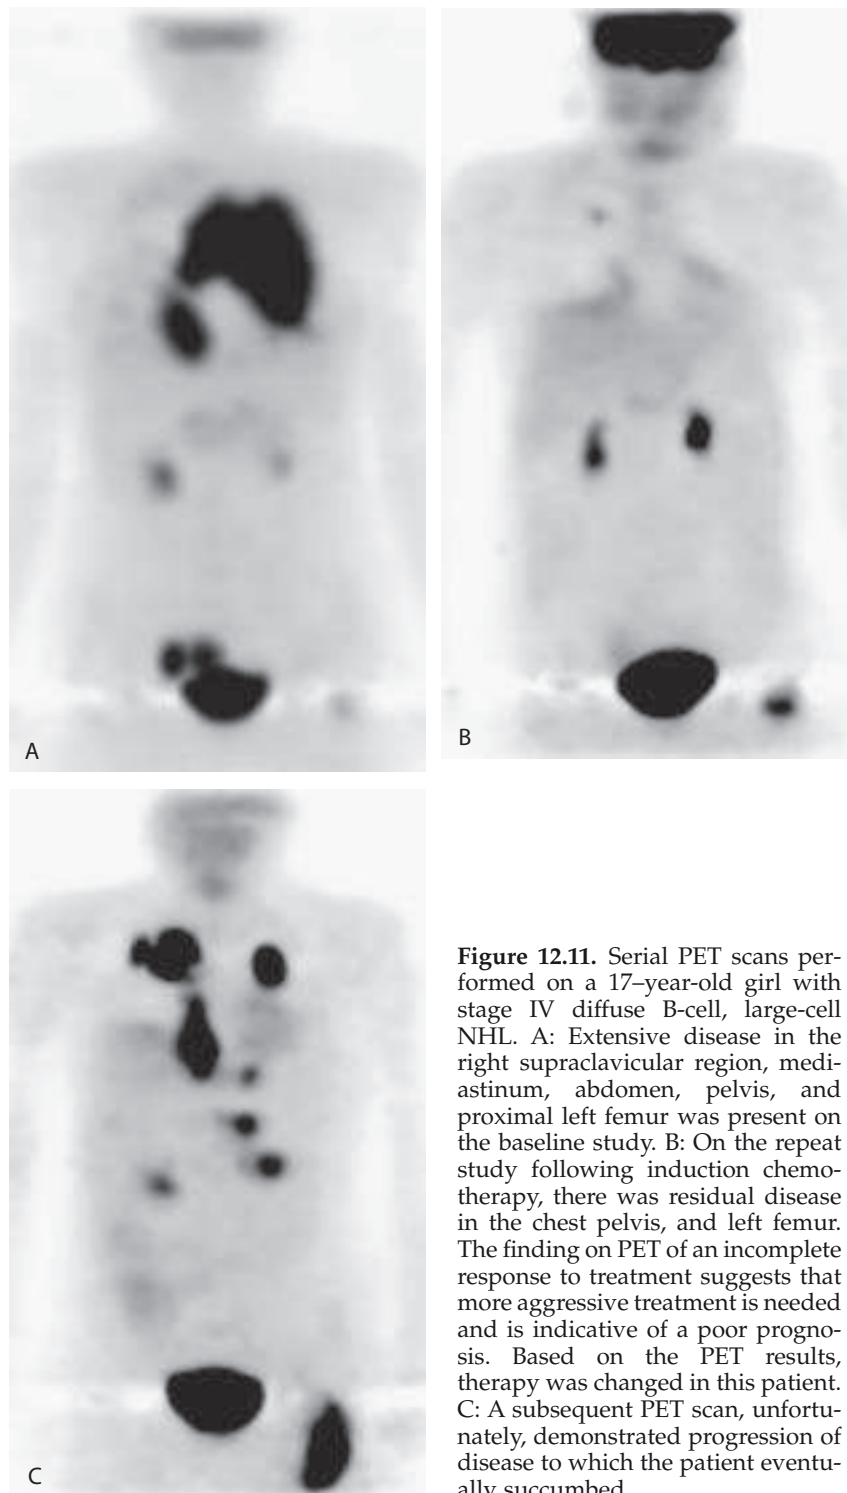 A
B
C
Figure 12.11. Serial PET scans per-
formed on a 17–year-old girl with
stage IV diffuse B-cell, large-cell
NHL. A: Extensive disease in the
right supraclavicular region, medi-
astinum, abdomen, pelvis, and
proximal left femur was present on
the baseline study. B: On the repeat
study following induction chemo-
therapy, there was residual disease
in the chest pelvis, and left femur.
The finding on PET of an incomplete
response to treatment suggests that
more aggressive treatment is needed
and is indicative of a poor progno-
sis. Based on the PET results,
therapy was changed in this patient.
C: A subsequent PET scan, unfortu-
nately, demonstrated progression of
disease to which the patient eventu-
ally succumbed